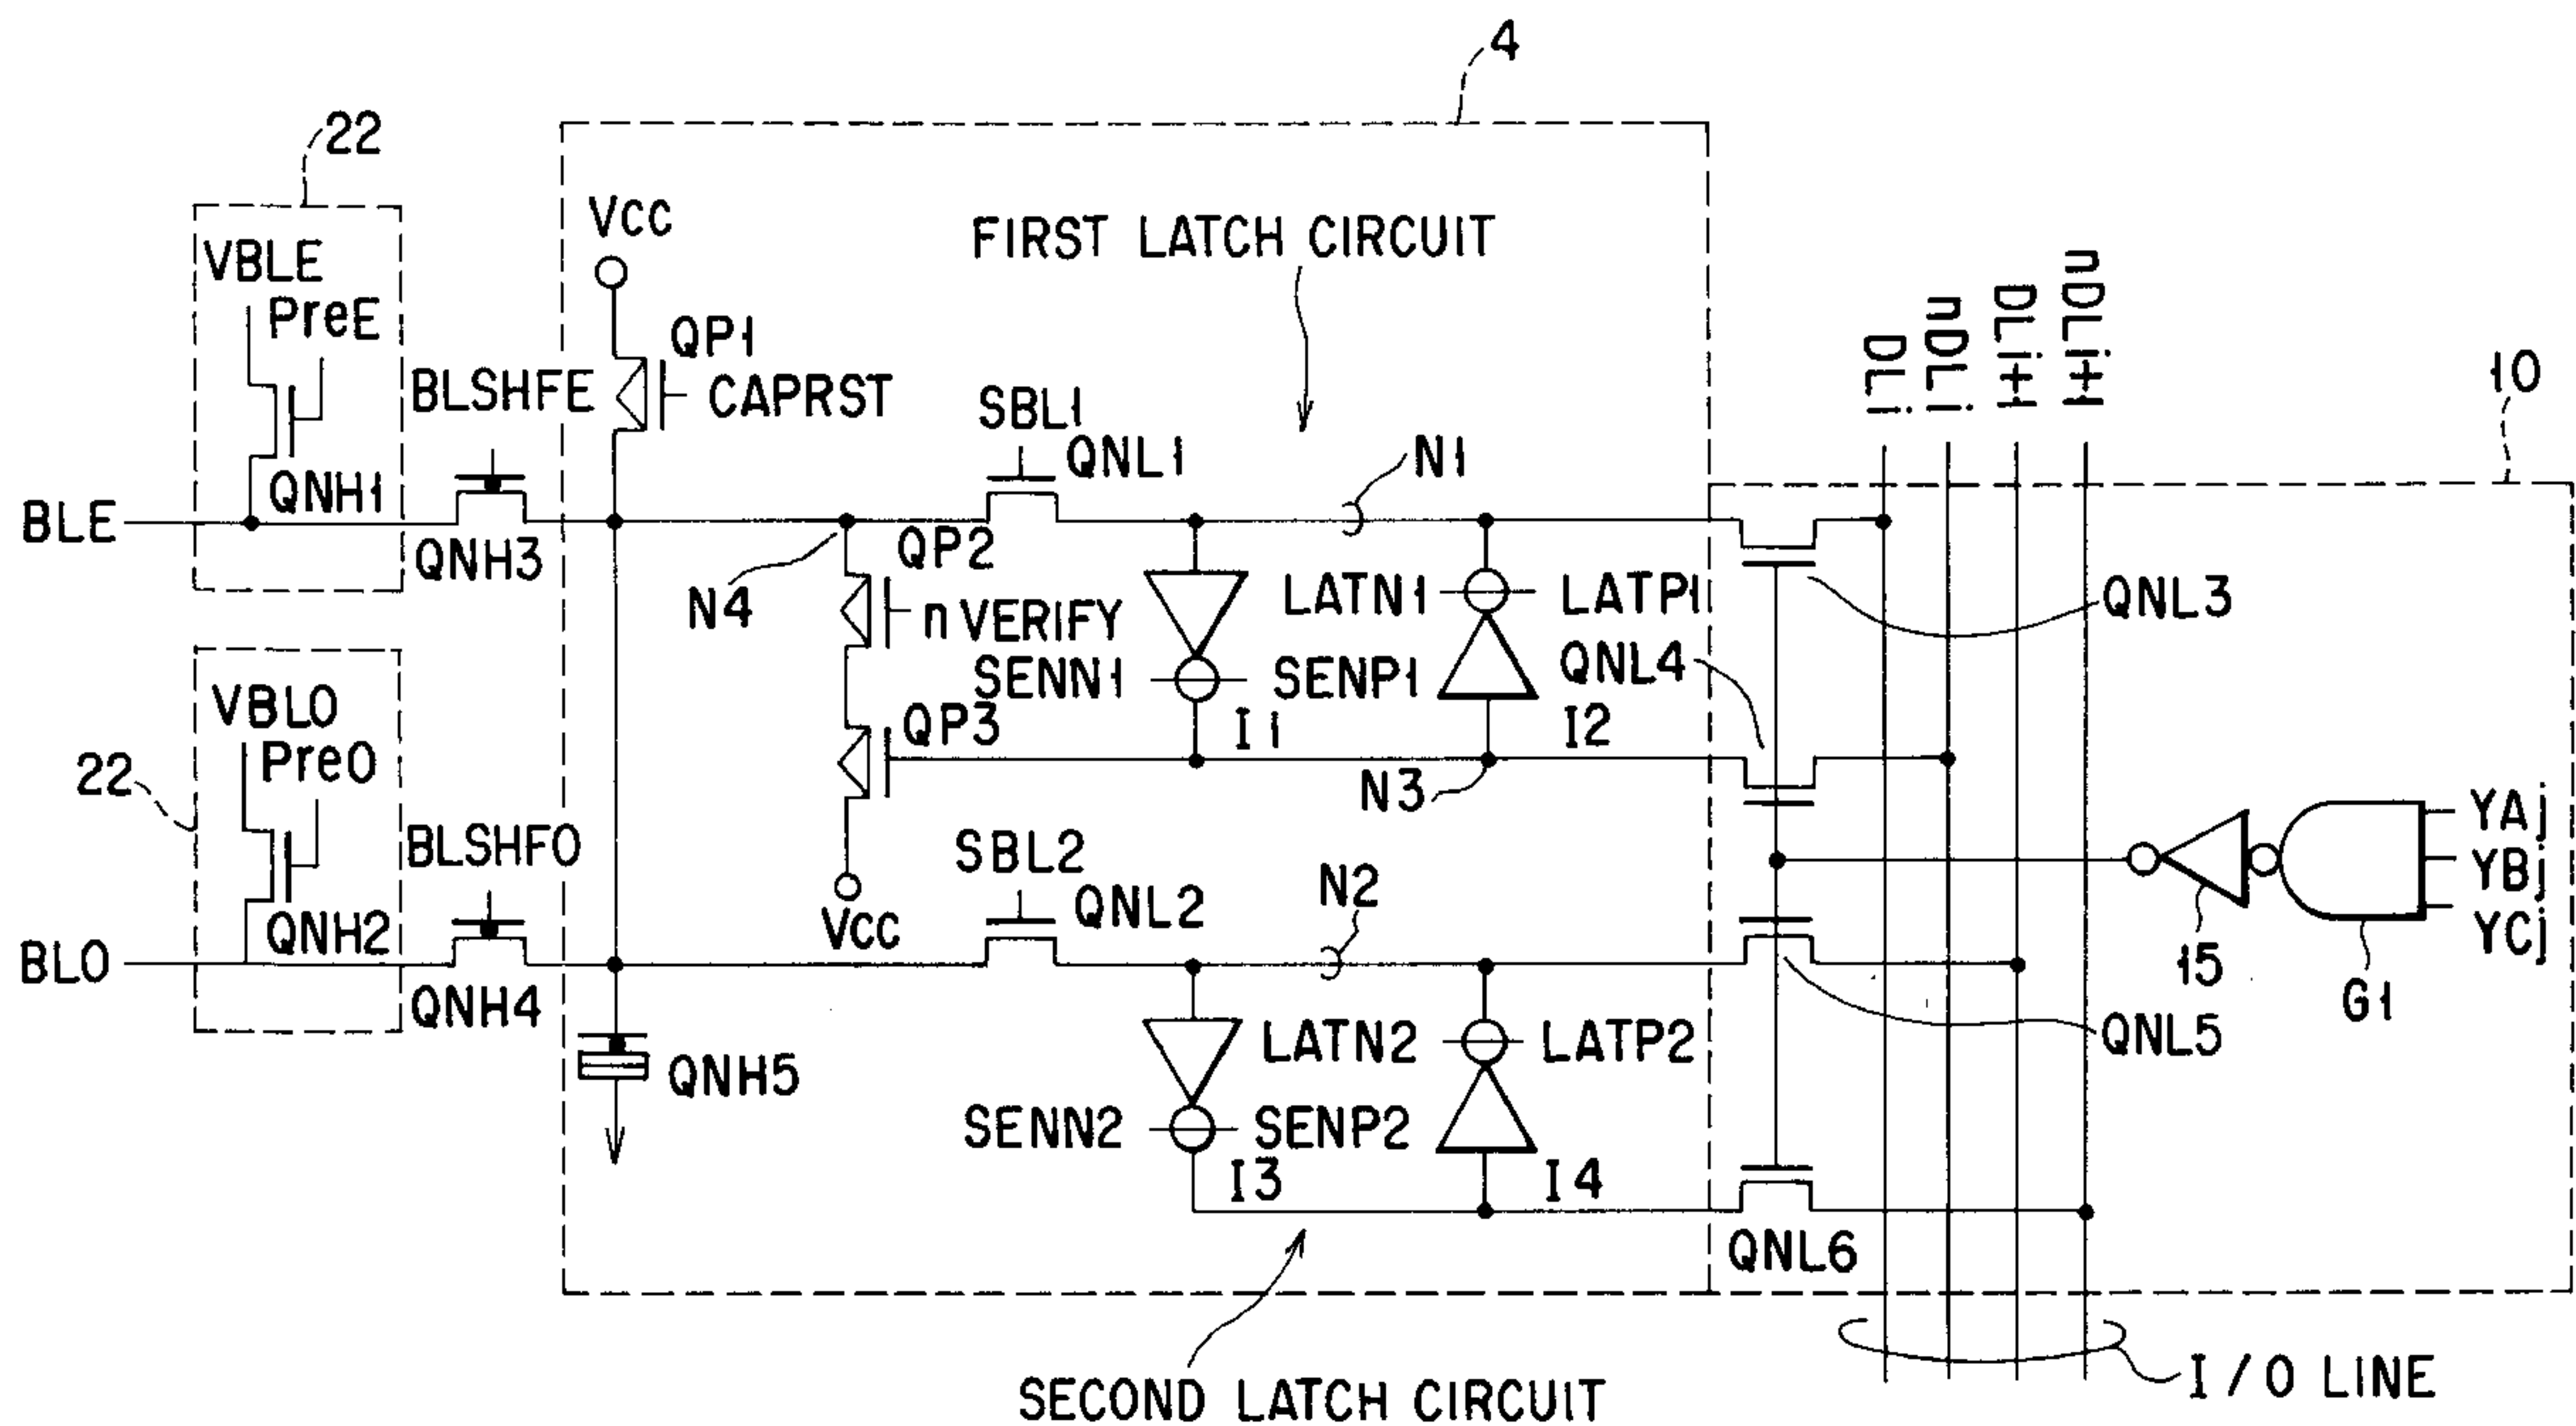 4
22
VCC
FIRST LATCH CIRCUIT
VBLE
PreE
QP1
CAPRST
BLSHFE
SBL1
QNL1
N1
DLi
nDLi
DLi+1
nDLi+1
10
BLE
QNH1
QNH3
N4
QP2
nVERIFY
LATN1
LATP1
QNL3
SENN1
SENP1
QNL4
I1
I2
QP3
N3
VBLO
PreO
22
BLSHFO
SBL2
QNL2
N2
VCC
YAj
YBj
YCj
I5
G1
BLO
QNH2
QNH4
QNH5
LATN2
LATP2
QNL5
SENN2
SENP2
I3
I4
QNL6
SECOND LATCH CIRCUIT
I/O LINE